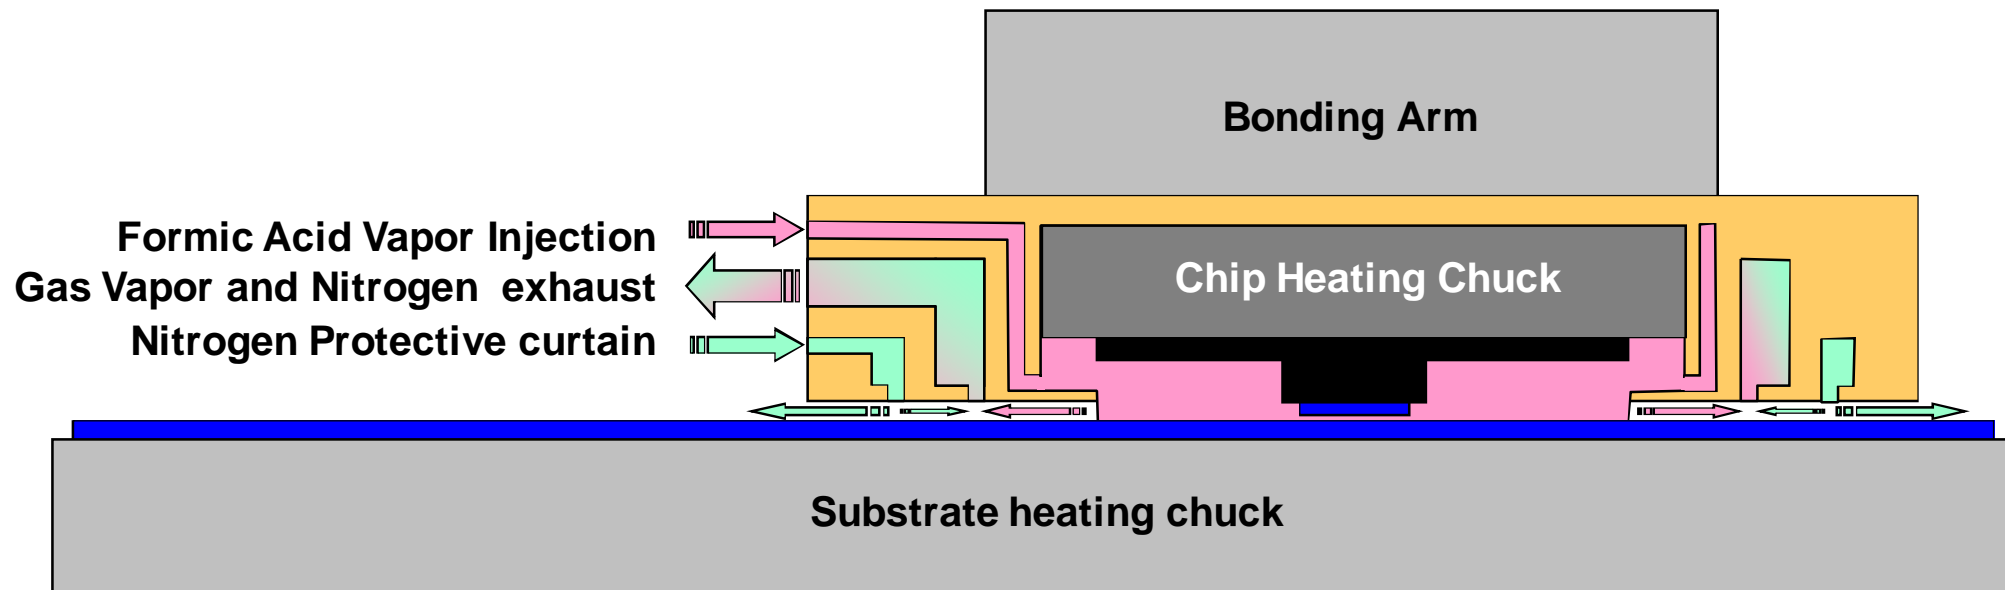 Bonding Arm
Formic Acid Vapor Injection
Gas Vapor and Nitrogen exhaust
Nitrogen Protective curtain
Chip Heating Chuck
Substrate heating chuck